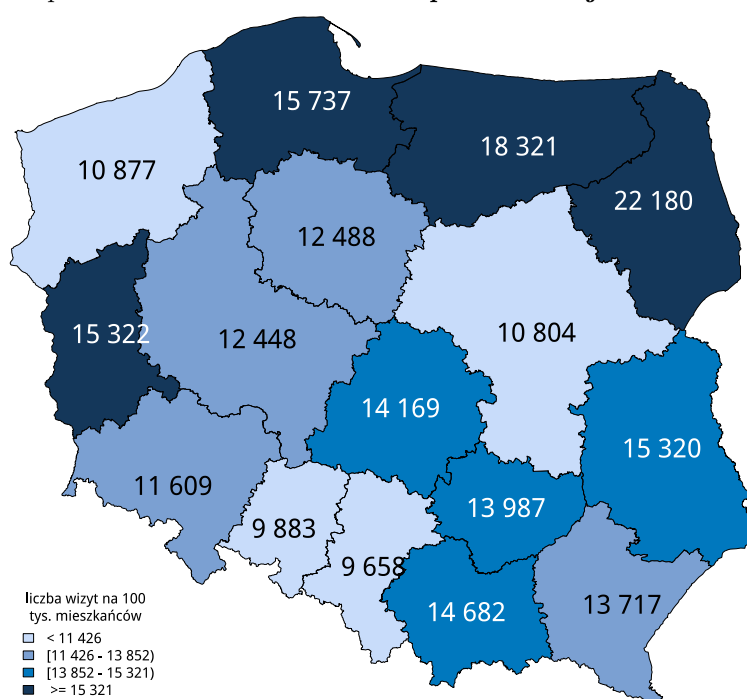 15 737
18 321
10 877
22 180
12 488
15 322
12 448
10 804
14 169
15 320
11 609
9 883
13 987
9 658
14 682
13 717
liczba wizyt na 100
tys. mieszkańców
< 11 426
[11 426 - 13 852)
[13 852 - 15 321)
>= 15 321